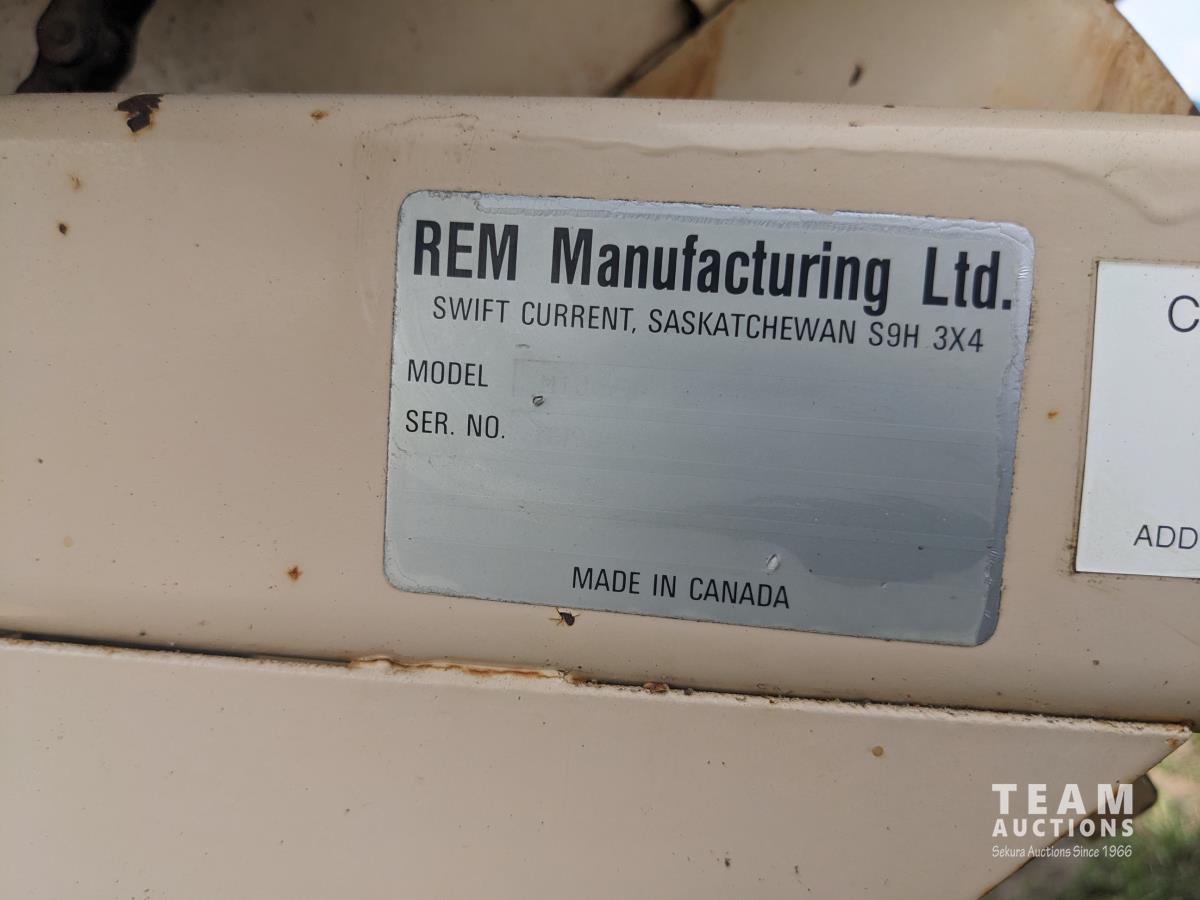 REM Manufacturing Ltd.
SWIFT CURRENT, SASKATCHEWAN S9H 3X4
MODEL
SER. NO.
MADE IN CANADA
C
ADD
TEAM
AUCTIONS
Sekura Auctions Since 1966